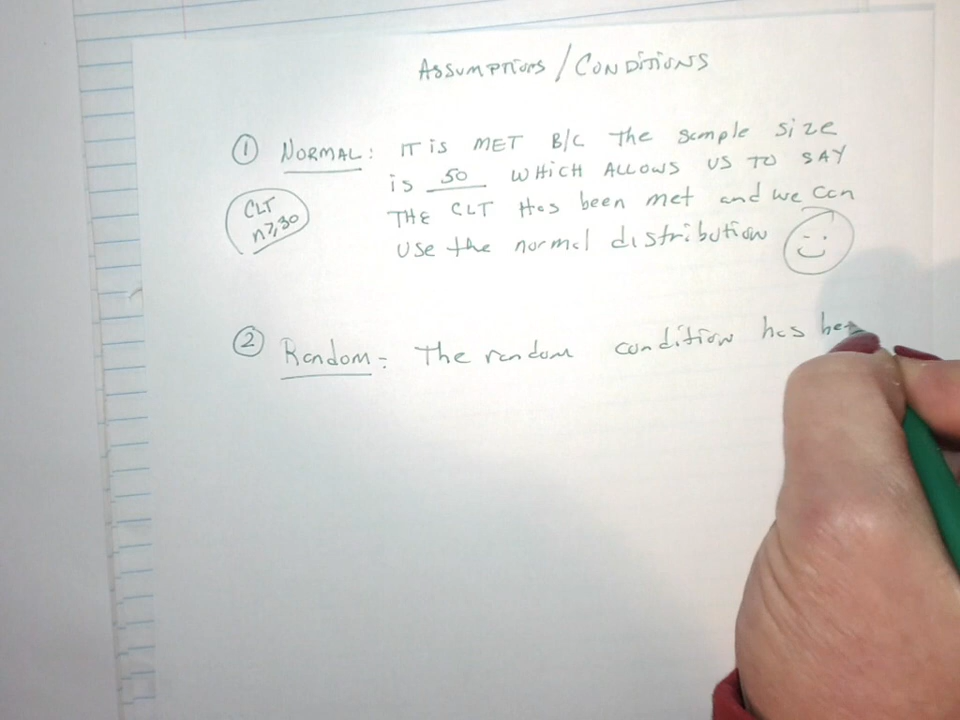 ASSUMPTIONS / CONDITIONS
① NORMAL: IT is MET B/C The sample size
is 50 WHICH ALLOWS US TO SAY
THE CLT Has been met and we can
use the normal distribution
CLT
n≥30
② Random: The random condition has